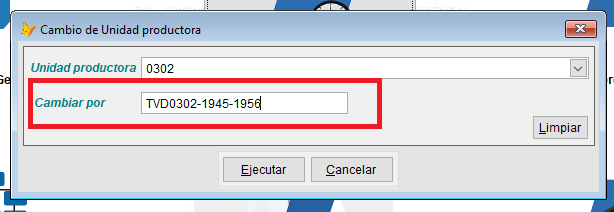 Cambio de Unidad productora
Unidad productora 0302
Cambiar por TVD0302-1945-1956
Limpiar
Ejecutar Cancelar